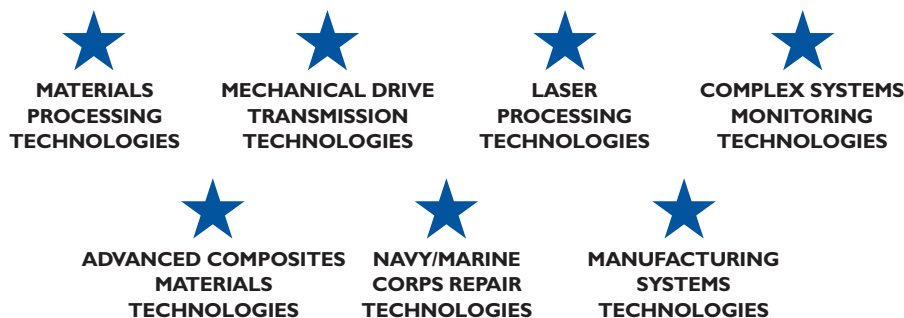 MATERIALS
PROCESSING
TECHNOLOGIES
MECHANICAL DRIVE
TRANSMISSION
TECHNOLOGIES
LASER
PROCESSING
TECHNOLOGIES
COMPLEX SYSTEMS
MONITORING
TECHNOLOGIES
ADVANCED COMPOSITES
MATERIALS
TECHNOLOGIES
NAVY/MARINE
CORPS REPAIR
TECHNOLOGIES
MANUFACTURING
SYSTEMS
TECHNOLOGIES